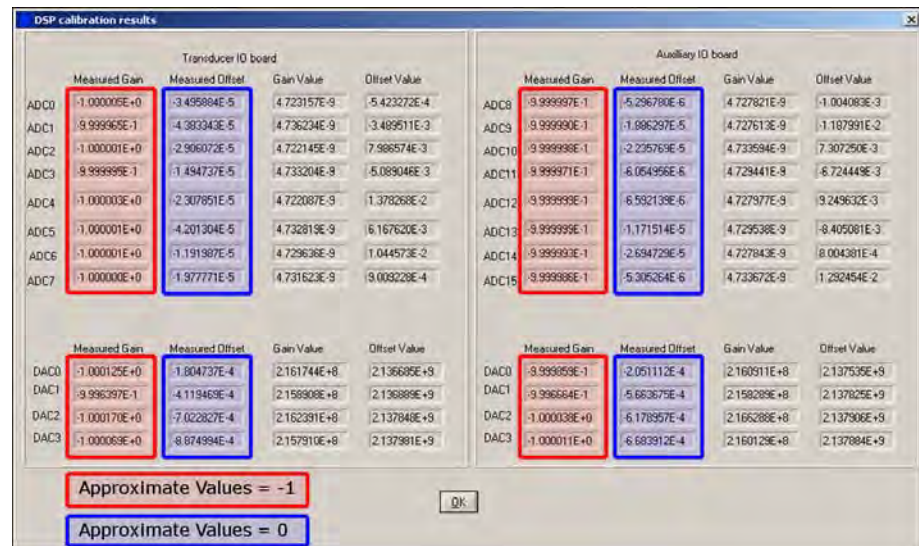 DSP calibration results
Transducer IO board
Measured Gain Measured Offset Gain Value Offset Value
ADC0 -1.000005E+0 -3.495884E-5 4.723157E-9 -5.423272E-4
ADC1 -9.999965E-1 -4.383343E-5 4.736234E-9 -3.489511E-3
ADC2 -1.000001E+0 -2.906072E-5 4.722145E-9 7.986574E-3
ADC3 -9.999995E-1 -1.494737E-5 4.733204E-9 -5.089046E-3
ADC4 -1.000003E+0 -2.307851E-5 4.722087E-9 1.378268E-2
ADC5 -1.000001E+0 -4.201304E-5 4.732819E-9 6.167620E-3
ADC6 -1.000001E+0 -1.191987E-5 4.729636E-9 1.044573E-2
ADC7 -1.000000E+0 -1.977771E-5 4.731623E-9 9.009228E-4
Measured Gain Measured Offset Gain Value Offset Value
DAC0 -1.000125E+0 -1.804737E-4 2.161744E+8 2.136685E+9
DAC1 -9.996397E-1 -4.119469E-4 2.158908E+8 2.136889E+9
DAC2 -1.000170E+0 -7.022827E-4 2.162391E+8 2.137848E+9
DAC3 -1.000069E+0 -8.874994E-4 2.157910E+8 2.137981E+9
Auxiliary IO board
Measured Gain Measured Offset Gain Value Offset Value
ADC8 -9.999997E-1 -5.296780E-6 4.727821E-9 -1.004083E-3
ADC9 -9.999990E-1 -1.886297E-5 4.727613E-9 -1.187991E-2
ADC10 -9.999998E-1 -2.235769E-5 4.733594E-9 7.307250E-3
ADC11 -9.999971E-1 -6.054956E-6 4.729441E-9 -6.724449E-3
ADC12 -9.999999E-1 -6.592139E-6 4.727977E-9 9.249632E-3
ADC13 -9.999999E-1 -1.171514E-5 4.729538E-9 -8.405081E-3
ADC14 -9.999993E-1 -2.694729E-5 4.727843E-9 8.004381E-4
ADC15 -9.999986E-1 -5.305264E-6 4.733672E-9 1.292454E-2
Measured Gain Measured Offset Gain Value Offset Value
DAC0 -9.999859E-1 -2.051112E-4 2.160911E+8 2.137535E+9
DAC1 -9.996664E-1 -5.663675E-4 2.158289E+8 2.137825E+9
DAC2 -1.000038E+0 -6.178957E-4 2.166288E+8 2.137906E+9
DAC3 -1.000011E+0 -6.683912E-4 2.160129E+8 2.137884E+9
Approximate Values = -1
OK
Approximate Values = 0